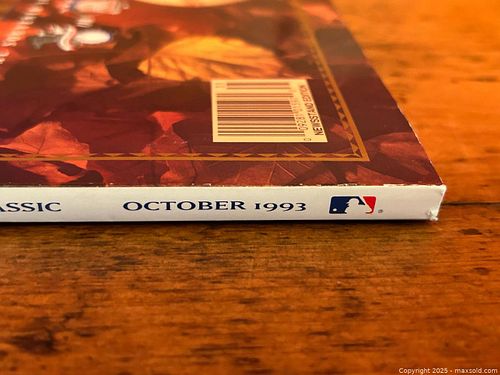 NEWSSTAND EDITION
ASSIC OCTOBER 1993
Copyright 2025 - maxsold.com